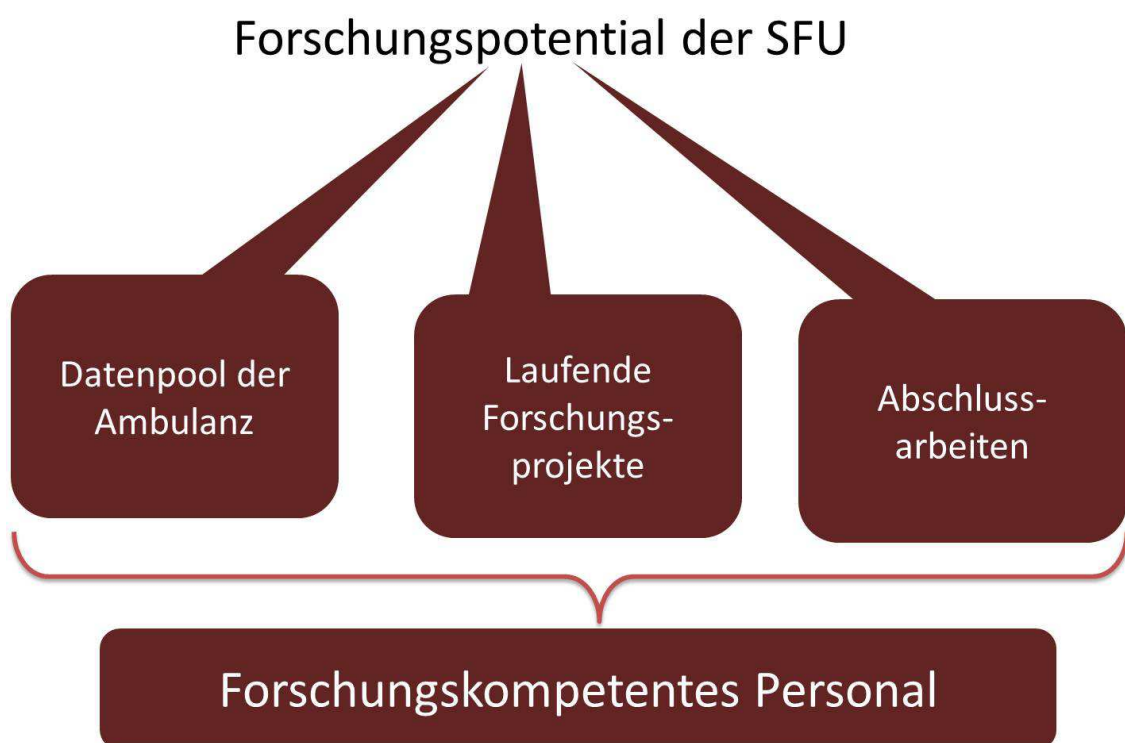 Forschungspotential der SFU
Datenpool der
Ambulanz
Laufende
Forschungs-
projekte
Abschluss-
arbeiten
Forschungskompetentes Personal